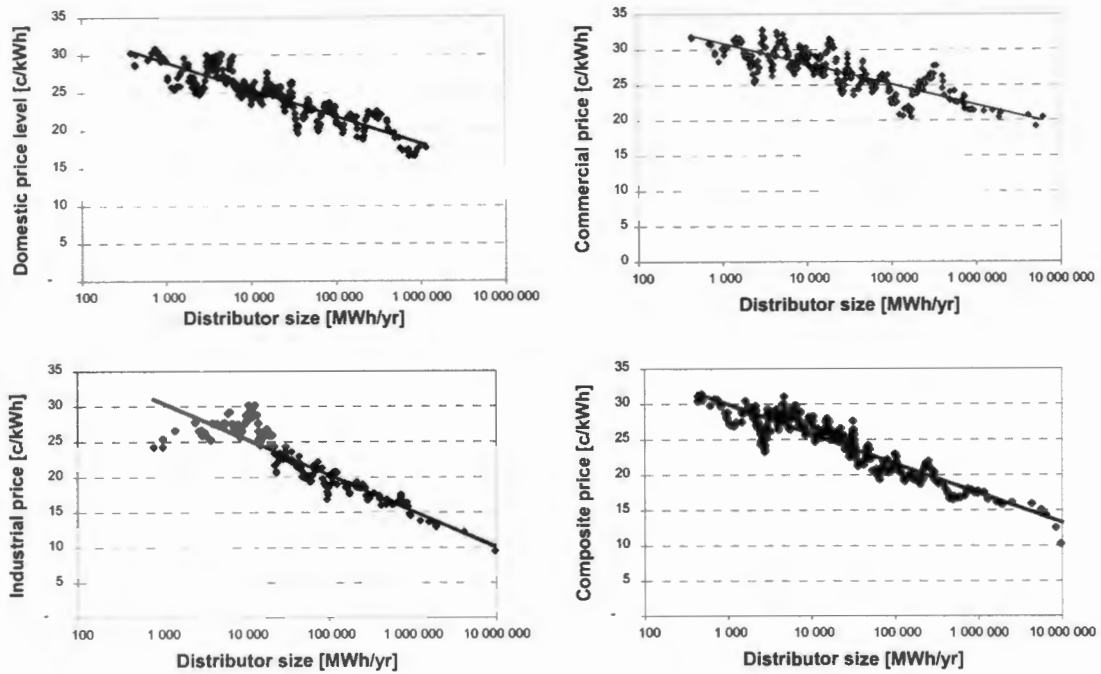 Domestic price level [c/kWh]
35
30
25
20
15
10
5
-
100 1 000 10 000 100 000 1 000 000 10 000 000
Distributor size [MWh/yr]
Commercial price [c/kWh]
35
30
25
20
15
10
5
0
100 1 000 10 000 100 000 1 000 000 10 000 000
Distributor size [MWh/yr]
Industrial price [c/kWh]
35
30
25
20
15
10
5
-
100 1 000 10 000 100 000 1 000 000 10 000 000
Distributor size [MWh/yr]
Composite price [c/kWh]
35
30
25
20
15
10
5
-
100 1 000 10 000 100 000 1000 000 10 000 000
Distributor size [MWh/yr]